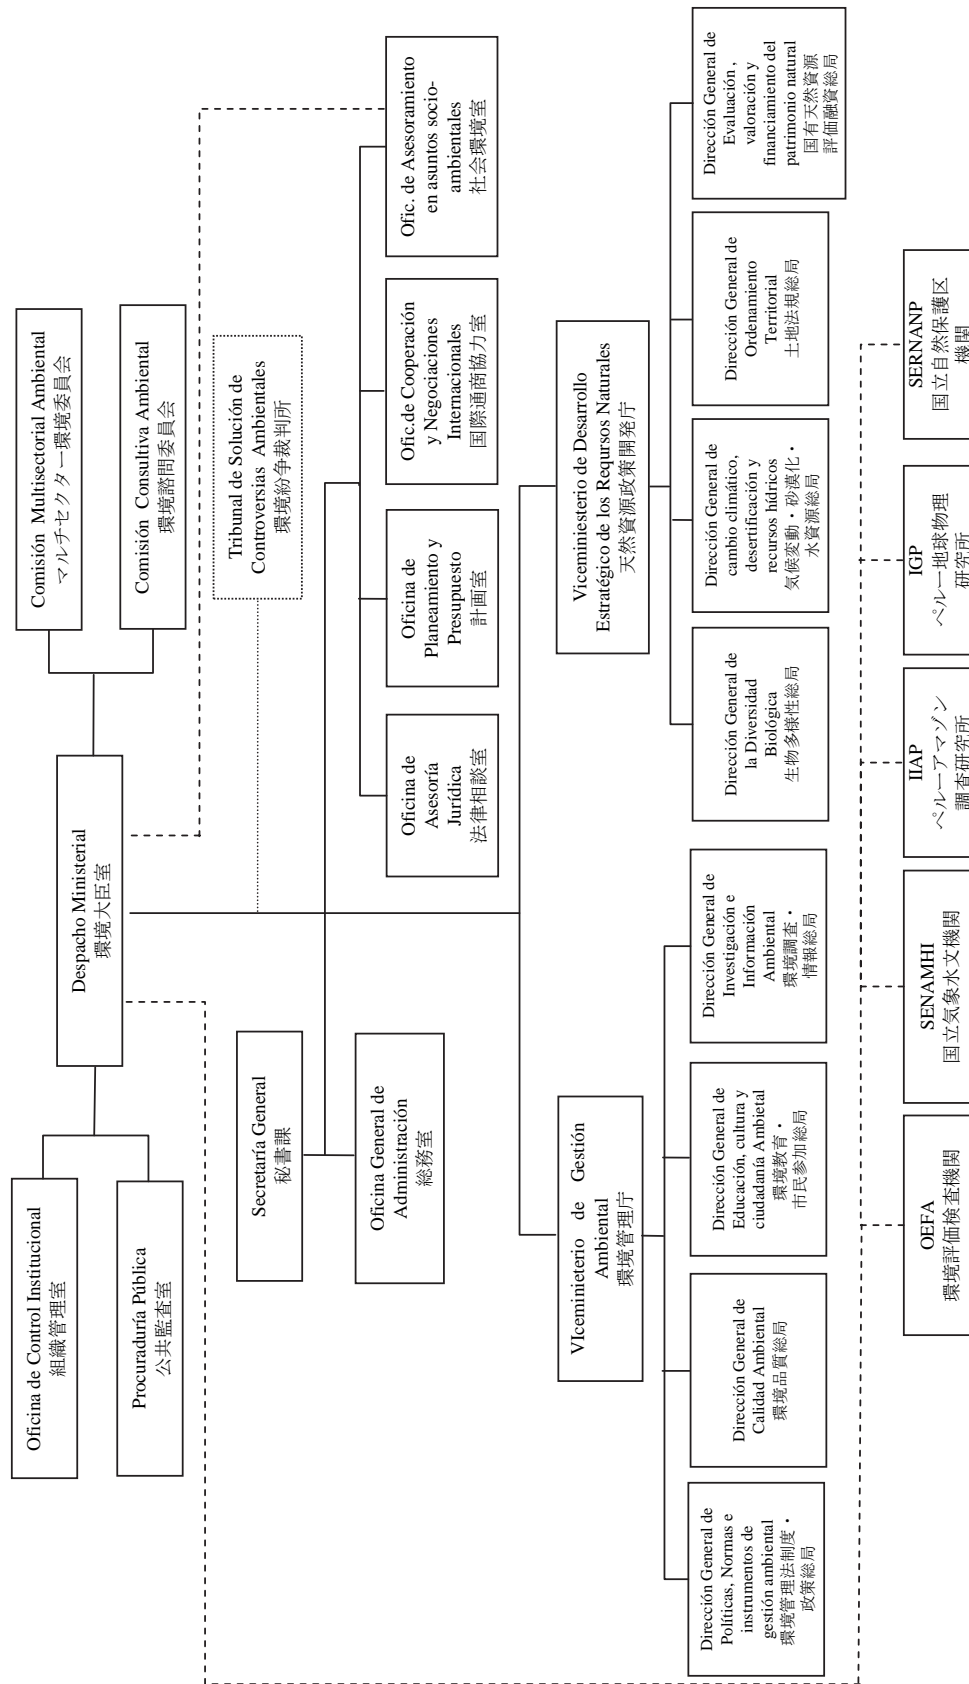 Oficina de Control Institucional
組織管理室
Procuraduría Pública
公共監査室
Despacho Ministerial
環境大臣室
Comisión Multisectorial Ambiental
マルチセクター環境委員会
Comisión Consultiva Ambiental
環境諮問委員会
Tribunal de Solución de
Controversias Ambientales
環境紛争裁判所
Secretaría General
秘書課
Oficina General de
Administración
総務室
Oficina de
Asesoría
Jurídica
法律相談室
Oficina de
Planeamiento y
Presupuesto
計画室
Ofic.de Cooperación
y Negociaciones
Internacionales
国際通商協力室
Ofic. de Asesoramiento
en asuntos socio-
ambientales
社会環境室
VIceminieterio de Gestión
Ambiental
環境管理庁
Viceminiesterio de Desarrollo
Estratégico de los Reqursos Naturales
天然資源政策開発庁
Dirección General de
Políticas, Normas e
instrumentos de
gestión ambiental
環境管理法制度・
政策総局
Dirección General de
Calidad Ambiental
環境品質総局
Dirección General de
Educación, cultura y
ciudadanía Ambietal
環境教育・
市民参加総局
Dirección General de
Investigación e
Información
Ambiental
環境調査・
情報総局
Dirección General de
la Diversidad
Biológica
生物多様性総局
Dirección General de
cambio climático,
desertificación y
recursos hídricos
気候変動・砂漠化・
水資源総局
Dirección General de
Ordenamiento
Territorial
土地法規総局
Dirección General de
Evaluación ,
valoración y
financiamiento del
patrimonio natural
国有天然資源
評価融資総局
OEFA
環境評価検査機関
SENAMHI
国立気象水文機関
IIAP
ペルーアマゾン
調査研究所
IGP
ペルー地球物理
研究所
SERNANP
国立自然保護区
機関